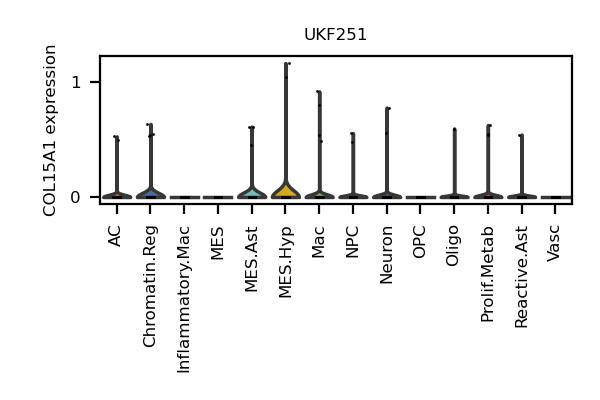 UKF251
COL15A1 expression
1
0
AC
Chromatin.Reg
Inflammatory.Mac
MES
MES.Ast
MES.Hyp
Mac
NPC
Neuron
OPC
Oligo
Prolif.Metab
Reactive.Ast
Vasc